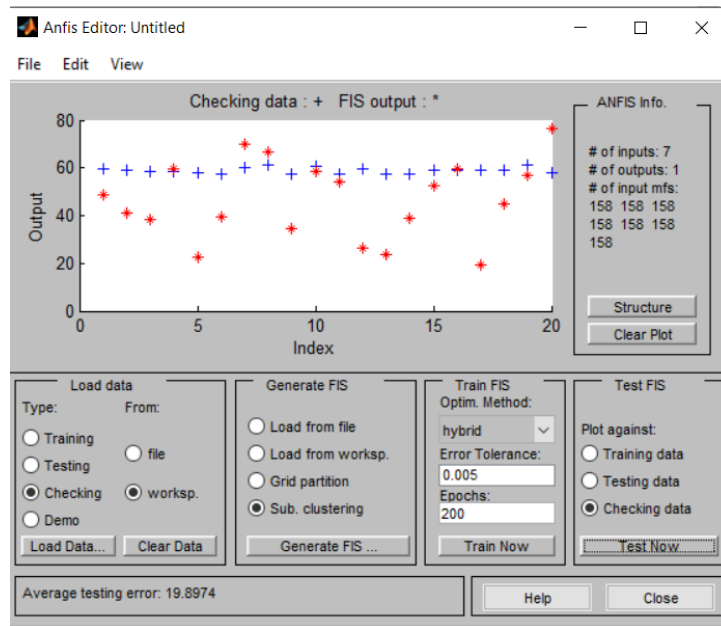 Anfis Editor: Untitled
File Edit View
Checking data : + FIS output : *
80
60
40
20
0
Output
0 5 10 15 20
Index
ANFIS Info.
# of inputs: 7
# of outputs: 1
# of input mfs:
158 158 158
158 158 158
158
Structure
Clear Plot
Load data
Type: From:
Training
Testing
Checking
Demo
file
worksp.
Load Data... Clear Data
Generate FIS
Load from file
Load from worksp.
Grid partition
Sub. clustering
Generate FIS ...
Train FIS
Optim. Method:
hybrid
Error Tolerance:
0.005
Epochs:
200
Train Now
Test FIS
Plot against:
Training data
Testing data
Checking data
Test Now
Average testing error: 19.8974
Help Close